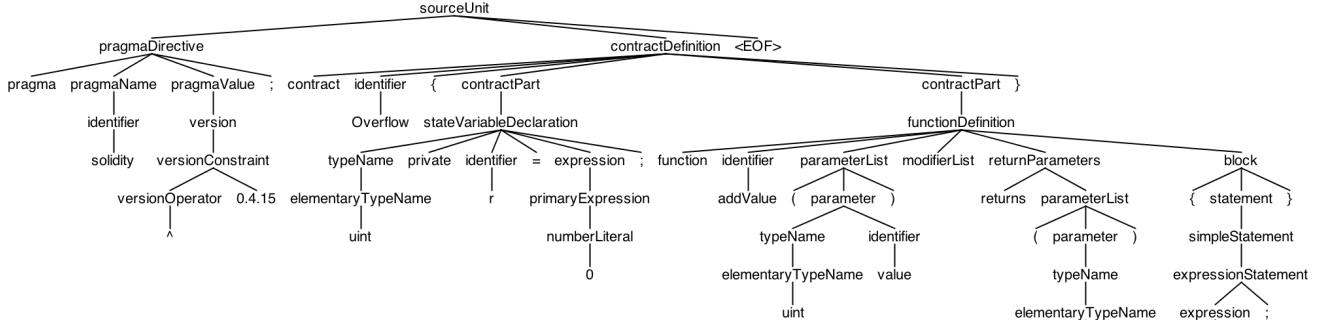 sourceUnit
pragmaDirective contractDefinition <EOF>
pragma pragmaName pragmaValue ; contract identifier { contractPart contractPart }
identifier version Overflow stateVariableDeclaration functionDefinition
solidity versionConstraint typeName private identifier = expression ; function identifier parameterList modifierList returnParameters block
versionOperator 0.4.15 elementaryTypeName r primaryExpression addValue ( parameter ) returns parameterList { statement }
^ uint numberLiteral typeName identifier ( parameter ) simpleStatement
0 elementaryTypeName value typeName expressionStatement
uint elementaryTypeName expression ;